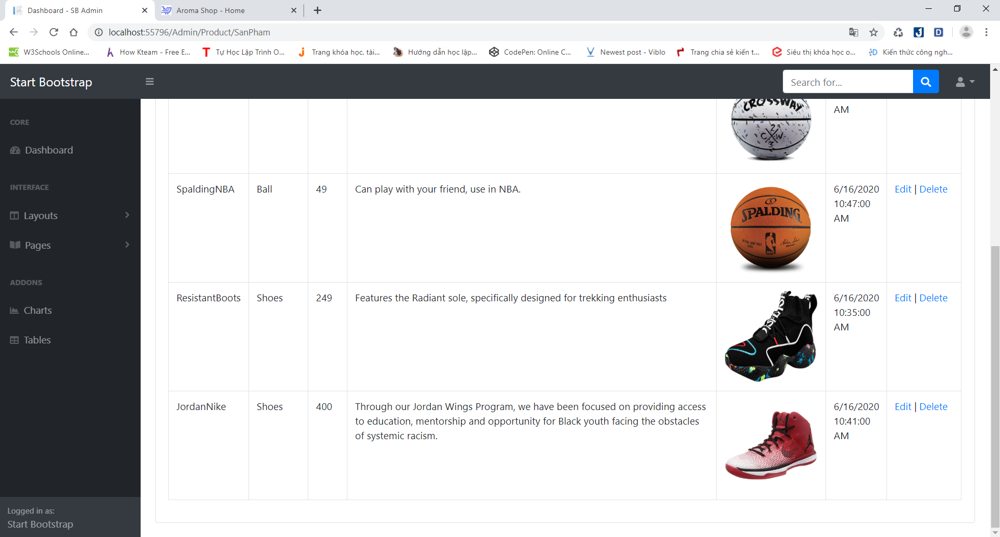 Dashboard - SB Admin
Aroma Shop - Home
localhost:55796/Admin/Product/SanPham
W3Schools Online...
How Kteam - Free E...
Tự Học Lập Trình O...
Trang khóa học, tài...
Hướng dẫn học lập...
CodePen: Online C...
Newest post - Viblo
Trang chia sẻ kiến t...
Siêu thị khóa học o...
Kiến thức công ngh...
Start Bootstrap
Search for...
CORE
Dashboard
INTERFACE
Layouts
Pages
ADDONS
Charts
Tables
Logged in as:
Start Bootstrap
CROSSWAY
2
C W
3
AM
SpaldingNBA
Ball
49
Can play with your friend, use in NBA.
SPALDING
6/16/2020
10:47:00
AM
Edit | Delete
ResistantBoots
Shoes
249
Features the Radiant sole, specifically designed for trekking enthusiasts
6/16/2020
10:35:00
AM
Edit | Delete
JordanNike
Shoes
400
Through our Jordan Wings Program, we have been focused on providing access
to education, mentorship and opportunity for Black youth facing the obstacles
of systemic racism.
6/16/2020
10:41:00
AM
Edit | Delete